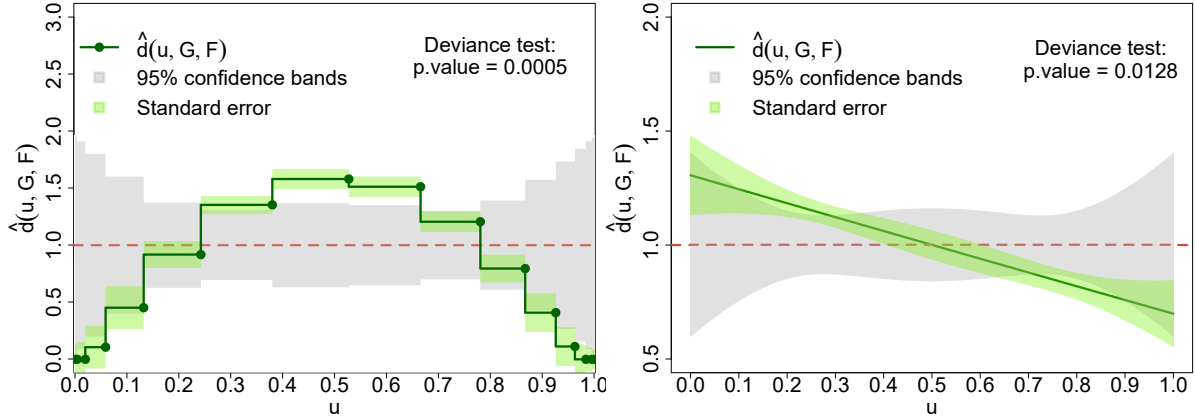 3.0
2.5
2.0
1.5
1.0
0.5
0.0
d̂(u, G, F)
d̂(u, G, F)
95% confidence bands
Standard error
Deviance test:
p.value = 0.0005
0.0 0.1 0.2 0.3 0.4 0.5 0.6 0.7 0.8 0.9 1.0
u
2.0
1.5
1.0
0.5
d̂(u, G, F)
d̂(u, G, F)
95% confidence bands
Standard error
Deviance test:
p.value = 0.0128
0.0 0.1 0.2 0.3 0.4 0.5 0.6 0.7 0.8 0.9 1.0
u